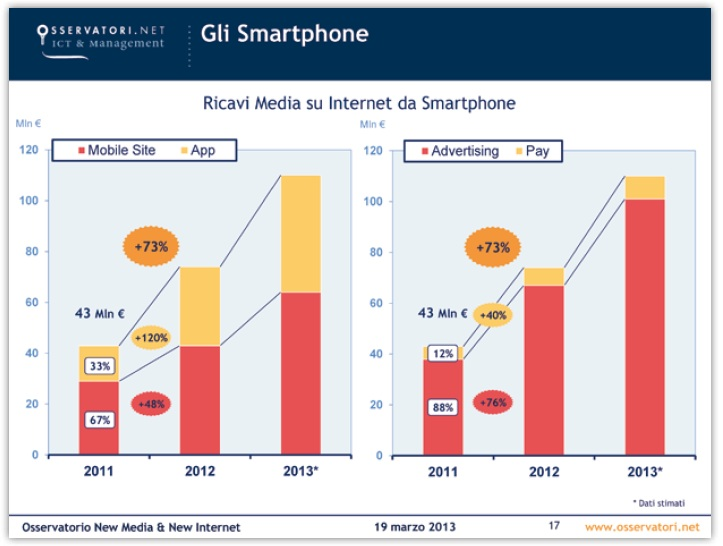 OSSERVATORI.NET
ICT & Management
Gli Smartphone
Ricavi Media su Internet da Smartphone
Mln €
Mobile Site App
120
100
80
60
40
20
0
+73%
43 Mln €
+120%
33%
+48%
67%
2011 2012 2013*
Mln €
Advertising Pay
120
100
80
60
40
20
0
+73%
43 Mln €
+40%
12%
+76%
88%
2011 2012 2013*
* Dati stimati
Osservatorio New Media & New Internet 19 marzo 2013 17 www.osservatori.net